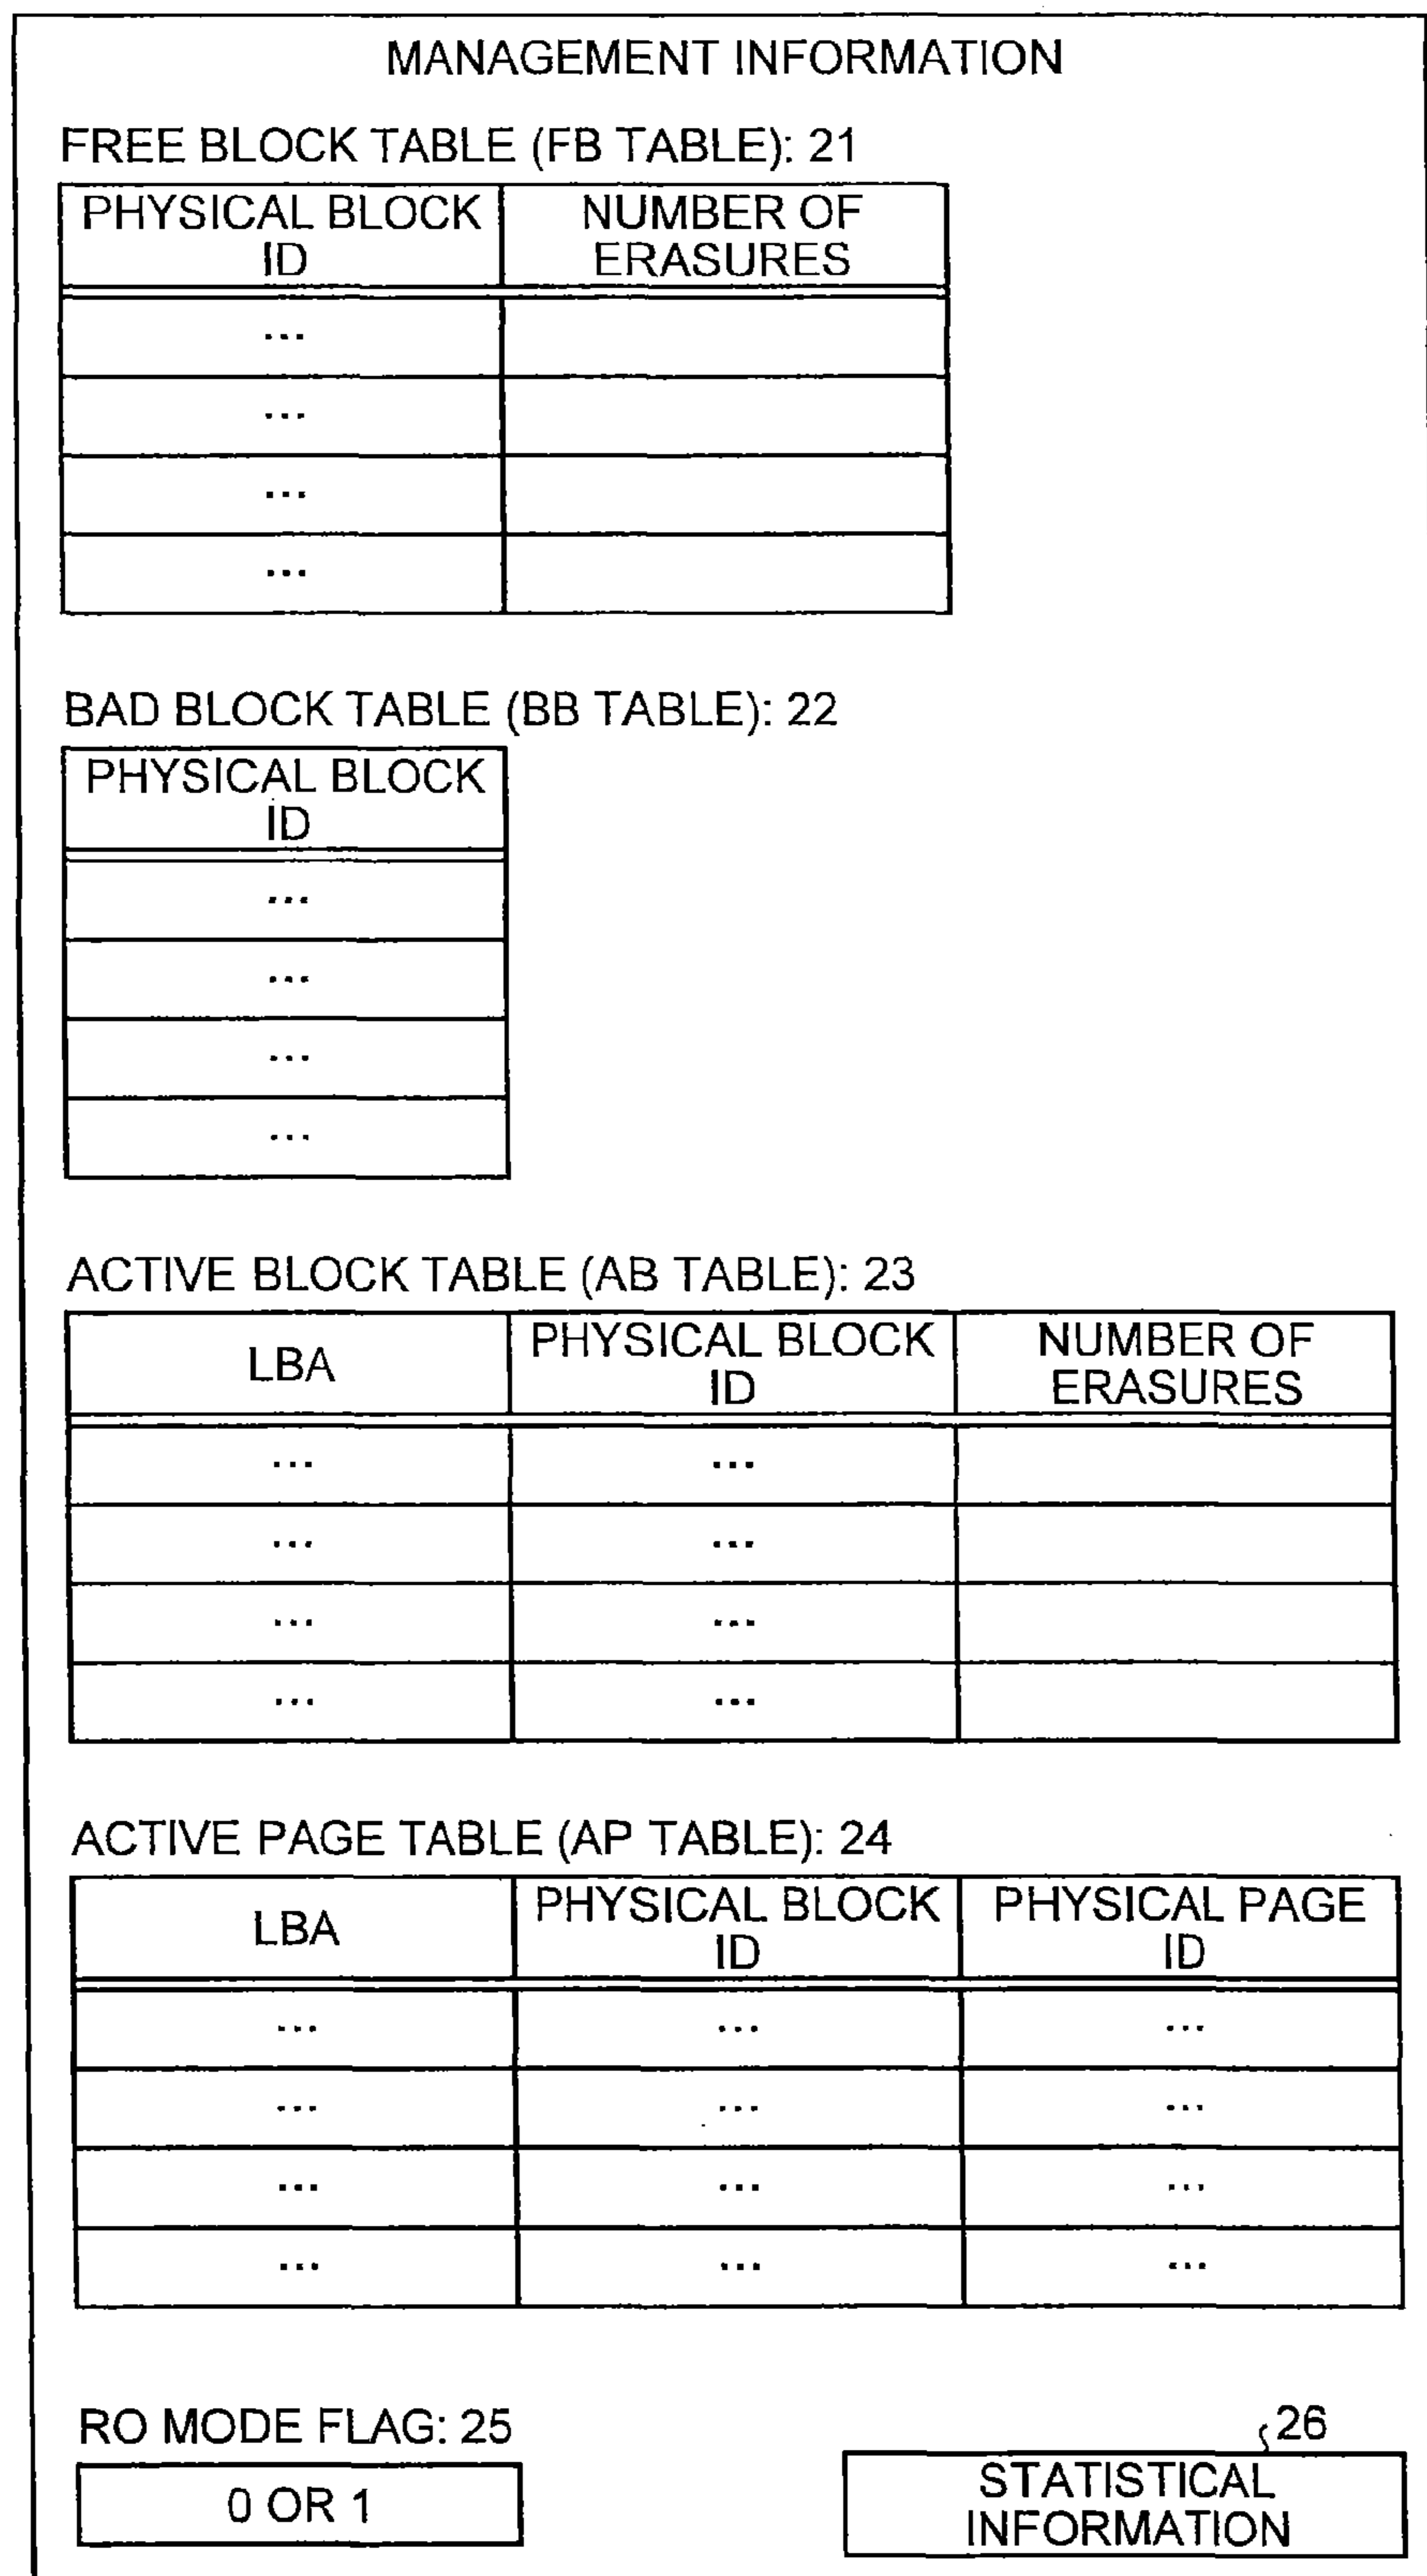 MANAGEMENT INFORMATION
FREE BLOCK TABLE (FB TABLE): 21
PHYSICAL BLOCK ID NUMBER OF ERASURES
...
...
...
...
BAD BLOCK TABLE (BB TABLE): 22
PHYSICAL BLOCK ID
...
...
...
...
ACTIVE BLOCK TABLE (AB TABLE): 23
LBA PHYSICAL BLOCK ID NUMBER OF ERASURES
... ...
... ...
... ...
... ...
ACTIVE PAGE TABLE (AP TABLE): 24
LBA PHYSICAL BLOCK ID PHYSICAL PAGE ID
... ... ...
... ... ...
... ... ...
... ... ...
RO MODE FLAG: 25
0 OR 1
26
STATISTICAL
INFORMATION